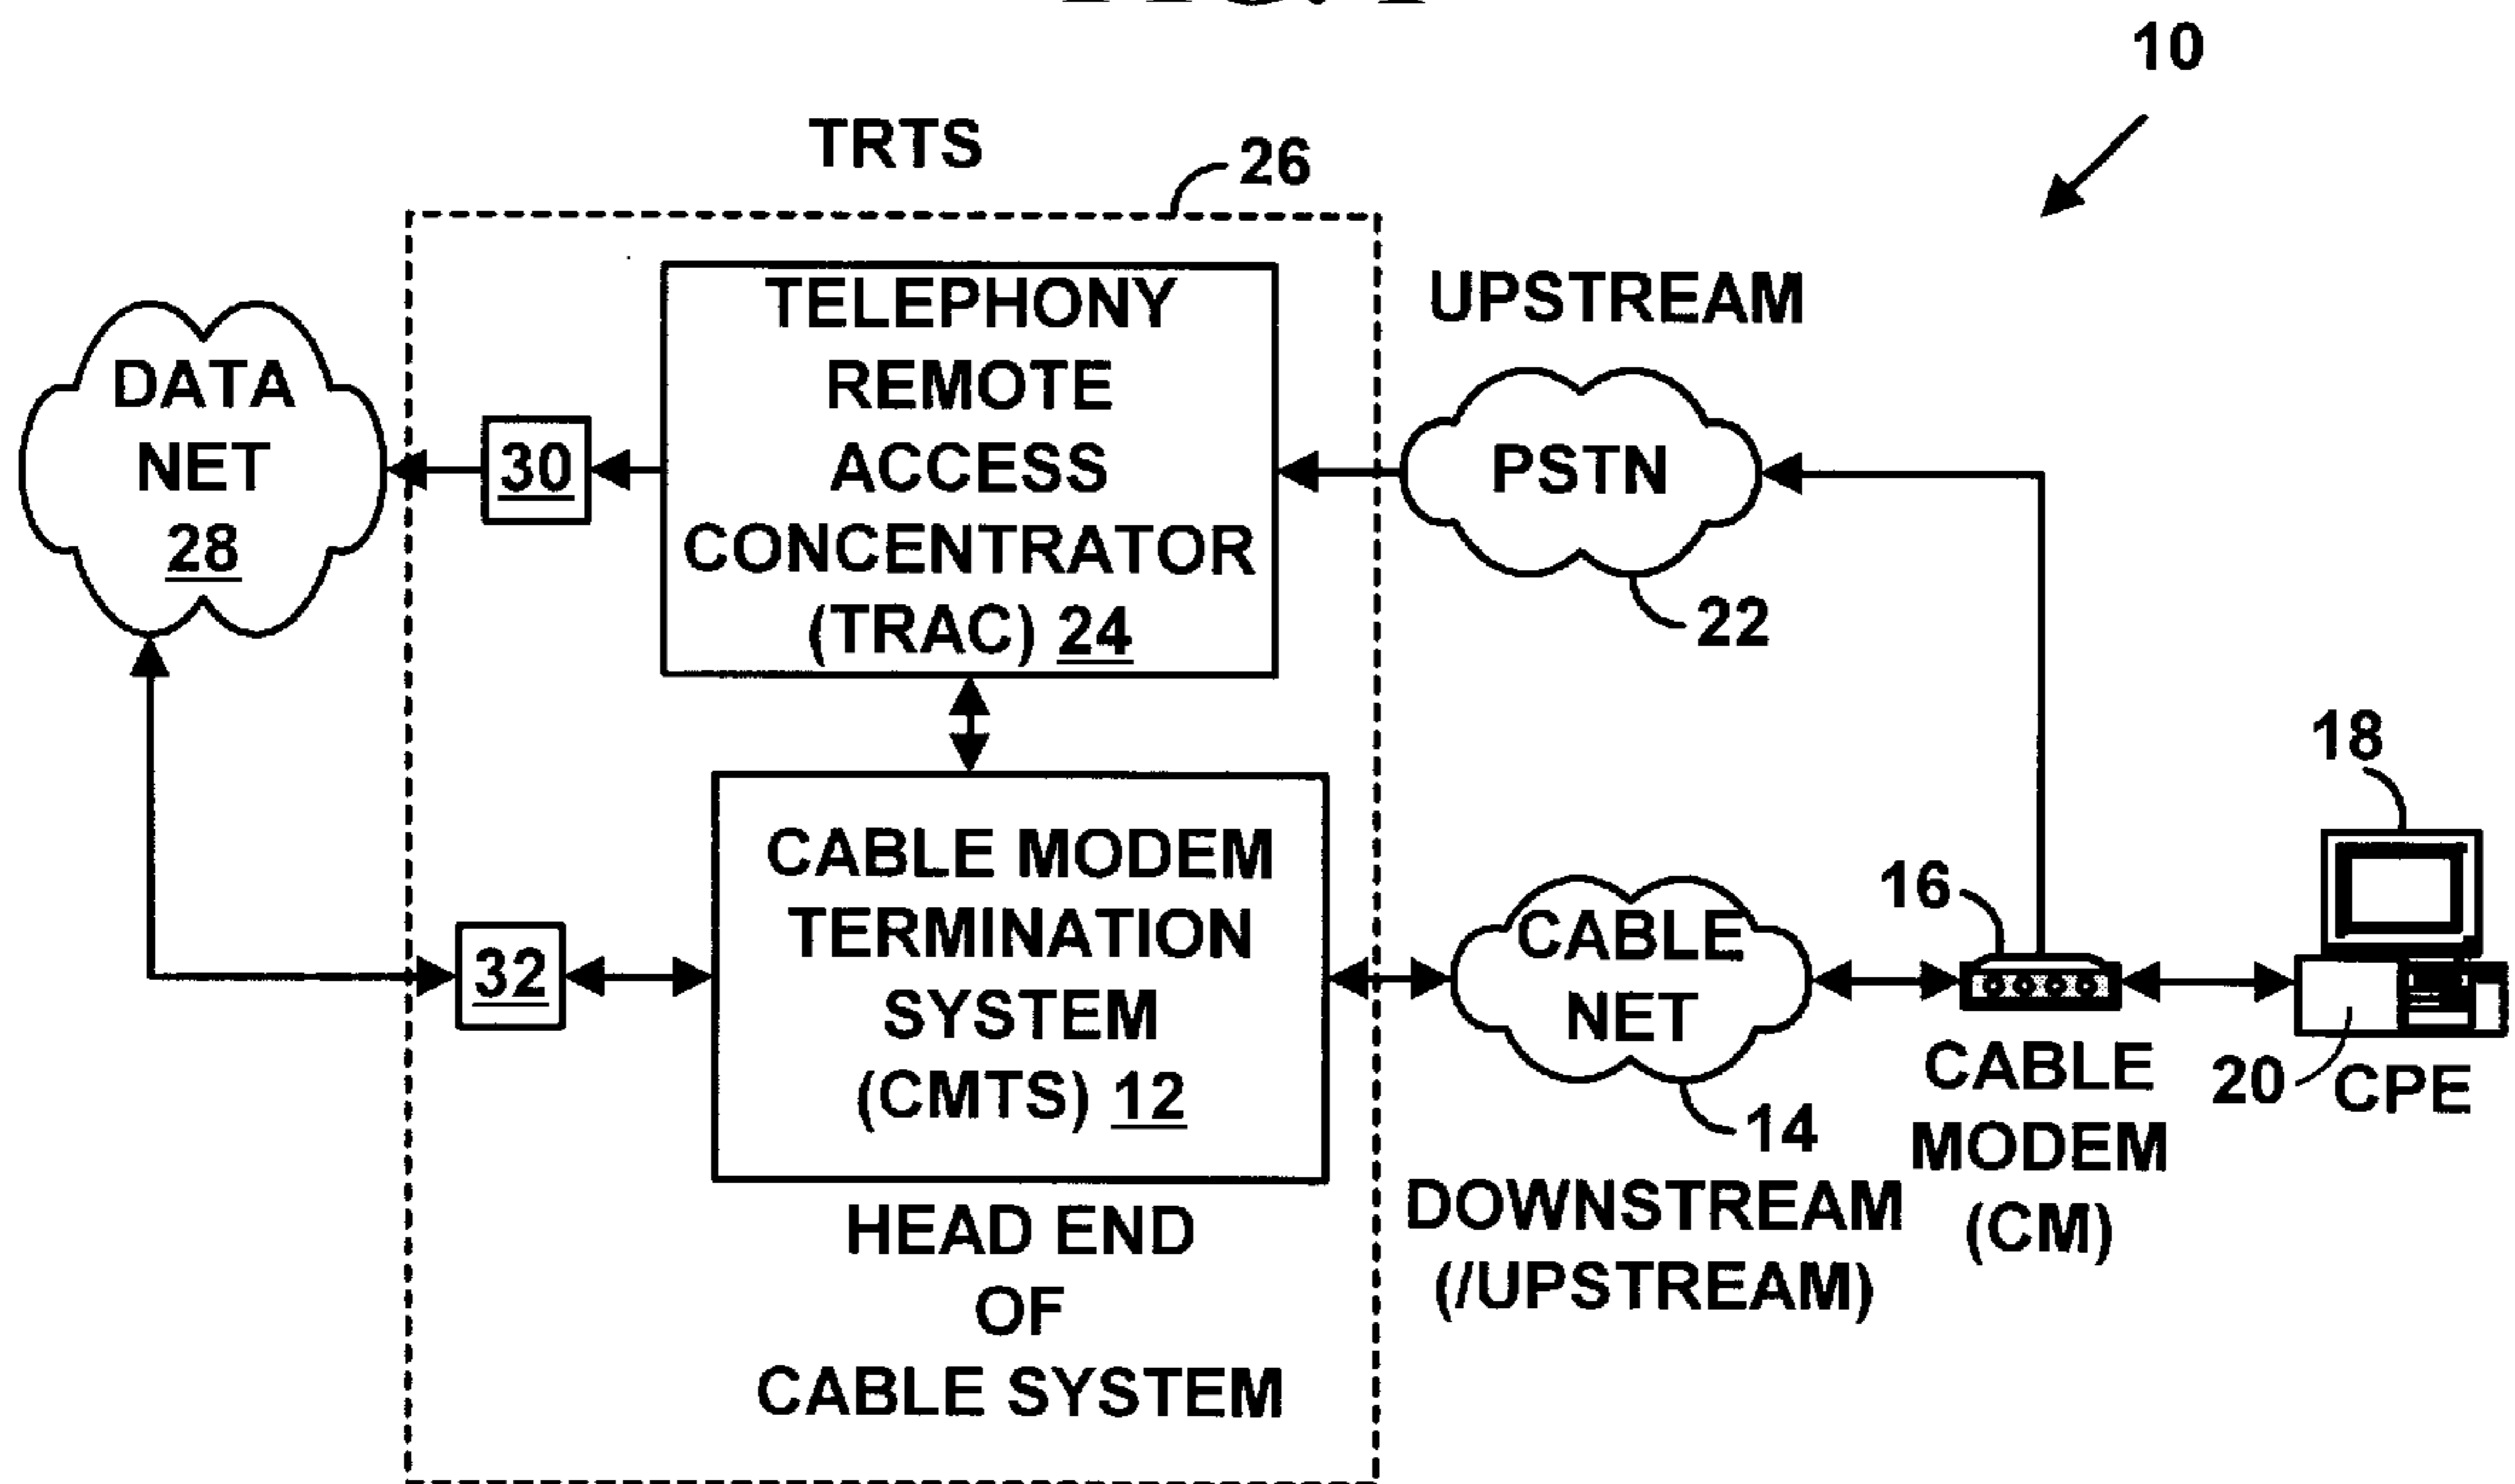 10
TRTS
26
TELEPHONY
REMOTE
ACCESS
CONCENTRATOR
(TRAC) 24
UPSTREAM
DATA
NET
28
30
PSTN
22
18
CABLE MODEM
TERMINATION
SYSTEM
(CMTS) 12
32
CABLE
NET
14
16
20
CPE
CABLE
MODEM
(CM)
DOWNSTREAM
(/UPSTREAM)
HEAD END
OF
CABLE SYSTEM